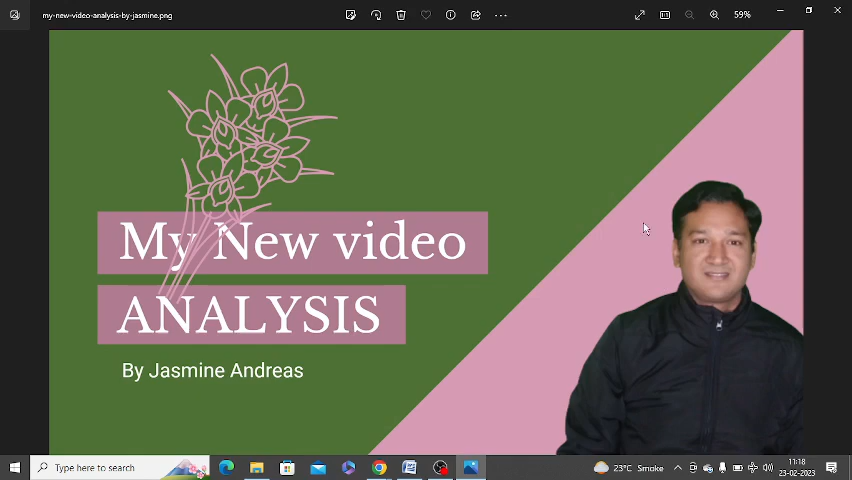 my-new-video-analysis-by-jasmine.png
59%
My New video
ANALYSIS
By Jasmine Andreas
Type here to search
23°C Smoke
11:18
23-02-2023